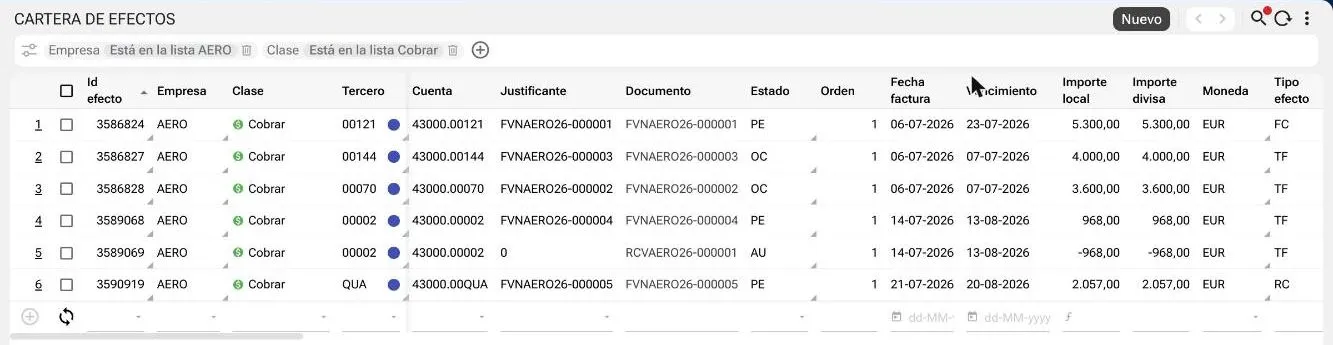 CARTERA DE EFECTOS Nuevo
Empresa Está en la lista AERO Clase Está en la lista Cobrar
Id efecto Empresa Clase Tercero Cuenta Justificante Documento Estado Orden Fecha factura Importe local Importe divisa Moneda Tipo efecto
1 3586824 AERO Cobrar 00121 43000.00121 FVNAERO26-000001 FVNAERO26-000001 PE 1 06-07-2026 23-07-2026 5.300,00 5.300,00 EUR FC
2 3586827 AERO Cobrar 00144 43000.00144 FVNAERO26-000003 FVNAERO26-000003 OC 1 06-07-2026 07-07-2026 4.000,00 4.000,00 EUR TF
3 3586828 AERO Cobrar 00070 43000.00070 FVNAERO26-000002 FVNAERO26-000002 OC 1 06-07-2026 07-07-2026 3.600,00 3.600,00 EUR TF
4 3589068 AERO Cobrar 00002 43000.00002 FVNAERO26-000004 FVNAERO26-000004 PE 1 14-07-2026 13-08-2026 968,00 968,00 EUR TF
5 3589069 AERO Cobrar 00002 43000.00002 0 RCVAERO26-000001 AU 1 14-07-2026 13-08-2026 -968,00 -968,00 EUR TF
6 3590919 AERO Cobrar QUA 43000.00QUA FVNAERO26-000005 FVNAERO26-000005 PE 1 21-07-2026 20-08-2026 2.057,00 2.057,00 EUR RC
dd-MM- dd-MM-yyyy